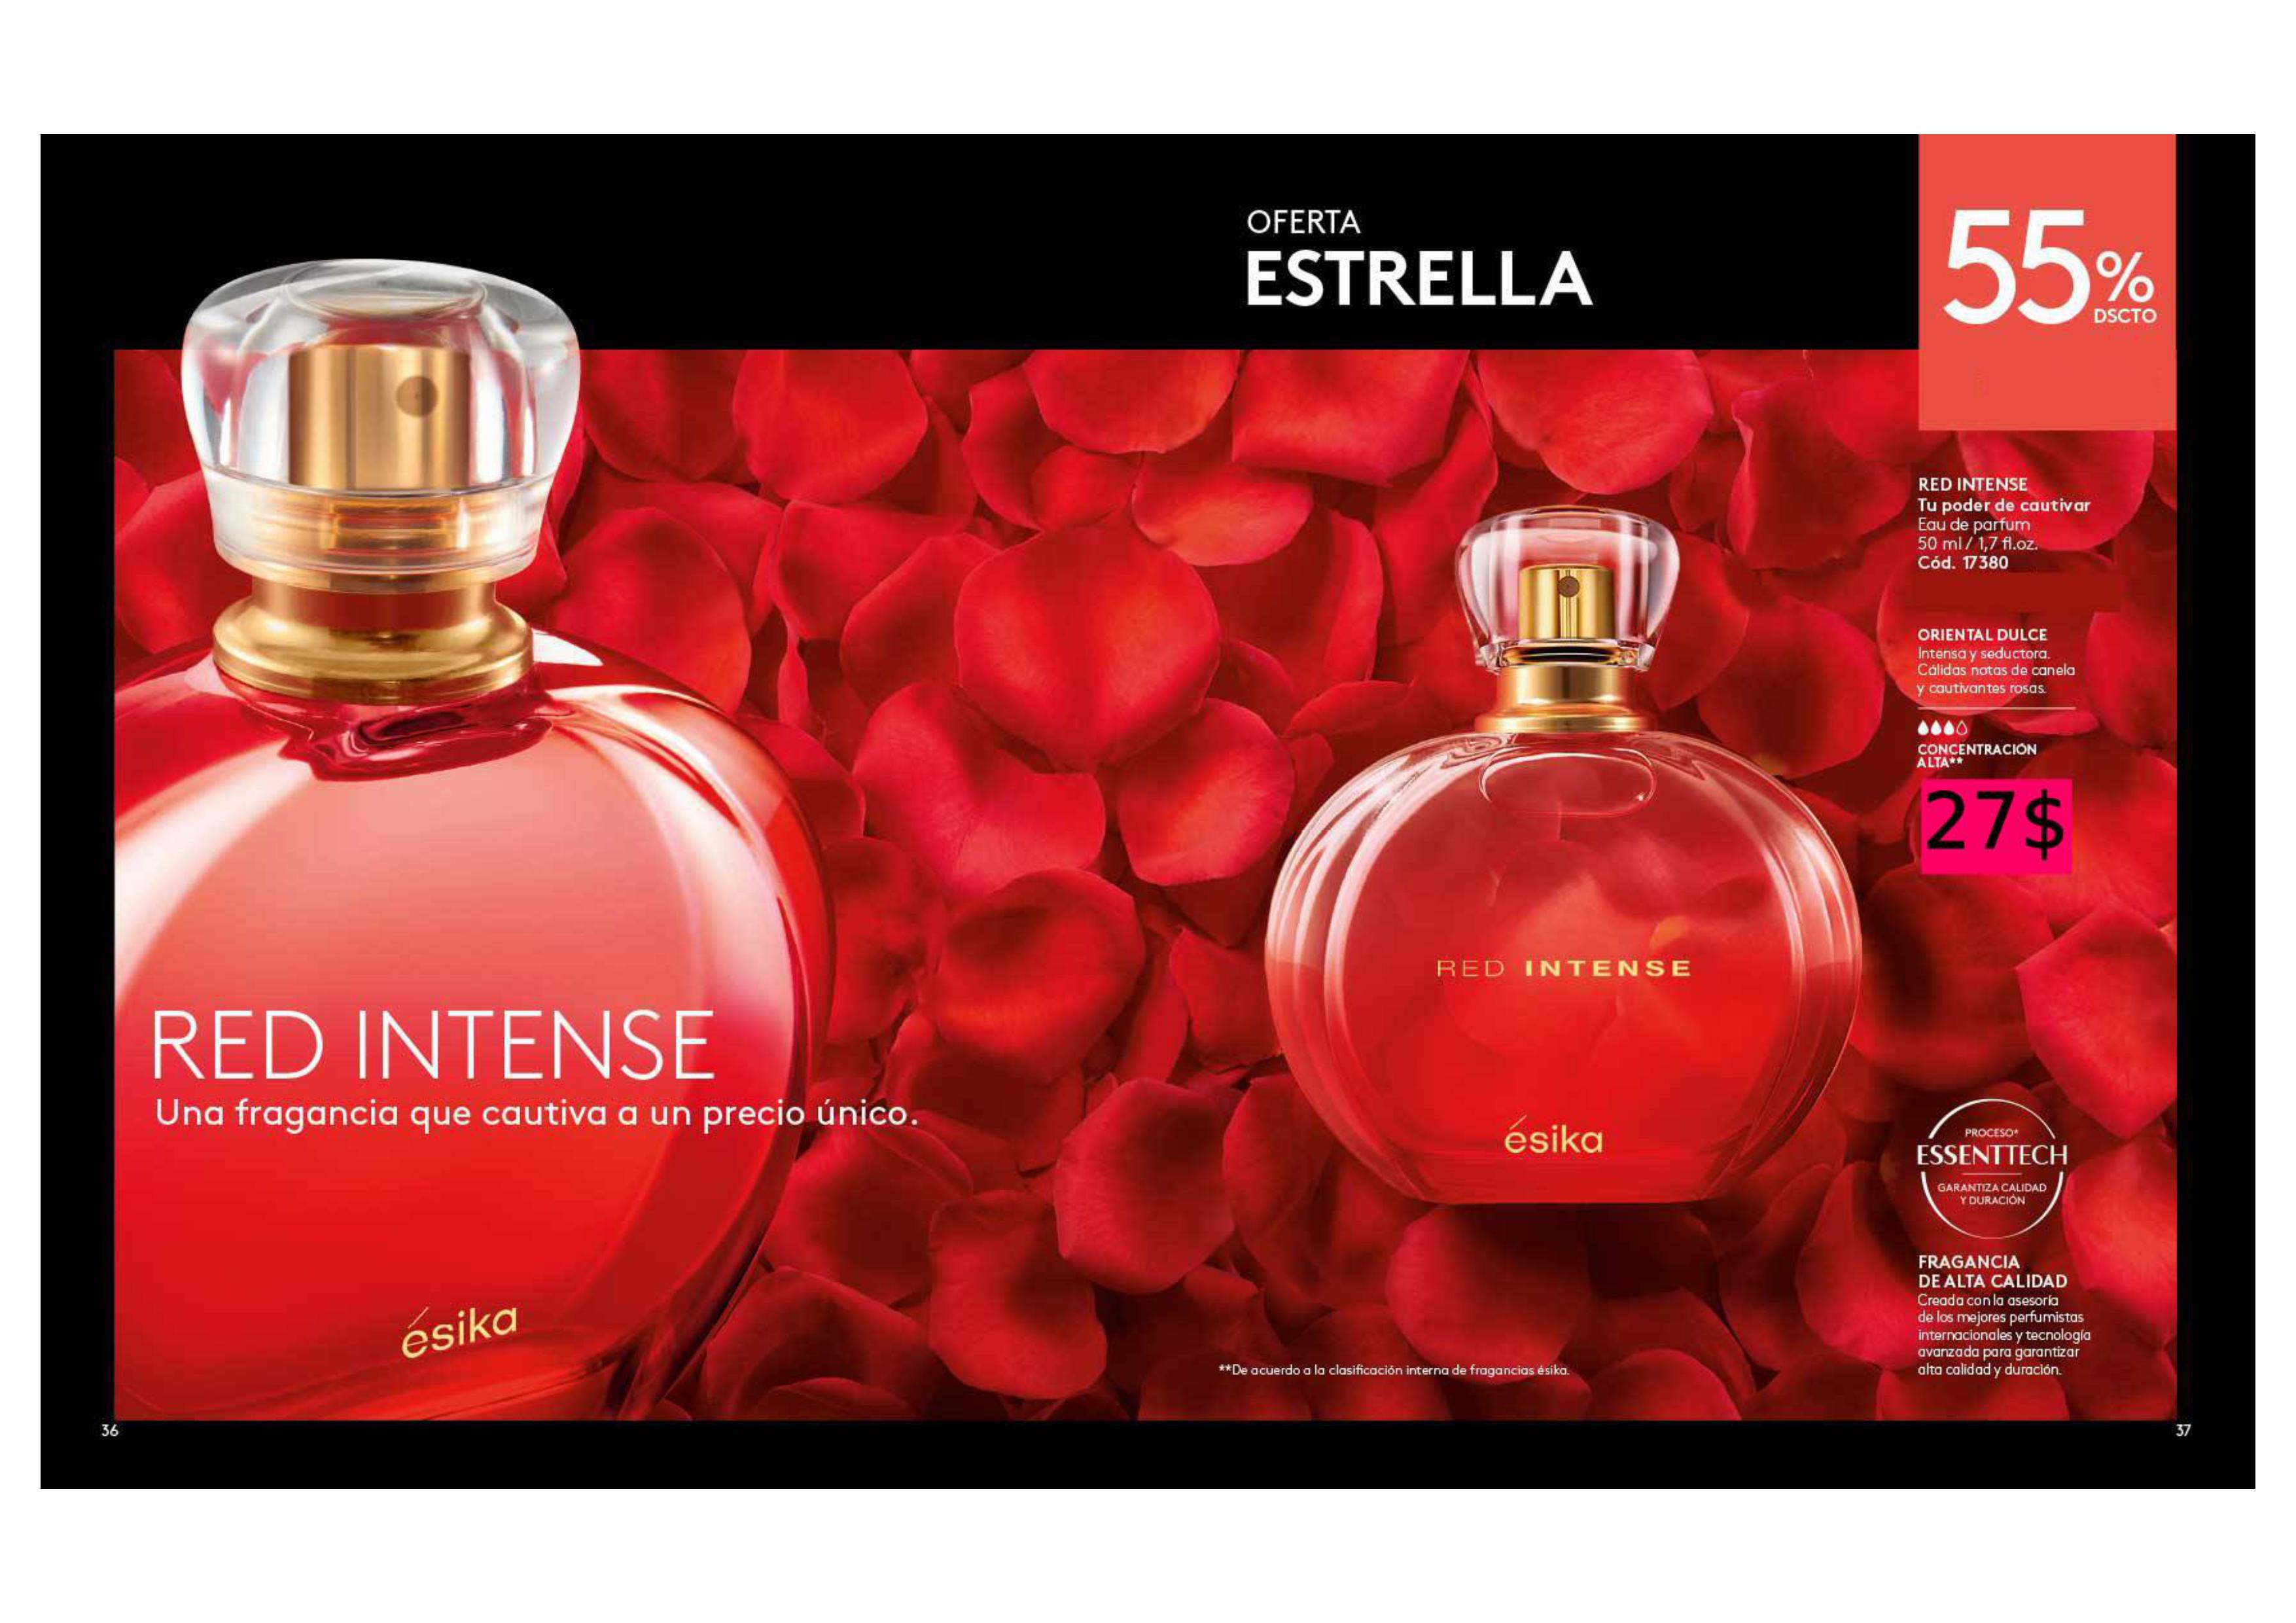 OFERTA
ESTRELLA
55%
DSCTO
RED INTENSE
Tu poder de cautivar
Eau de parfum
50 ml / 1,7 fl.oz.
Cód. 17380
ORIENTAL DULCE
Intensa y seductora.
Cálidas notas de canela
y cautivantes rosas.
CONCENTRACIÓN
ALTA**
27$
RED INTENSE
ésika
RED INTENSE
Una fragancia que cautiva a un precio único.
ésika
PROCESO*
ESSENTTECH
GARANTIZA CALIDAD
Y DURACIÓN
FRAGANCIA
DE ALTA CALIDAD
Creada con la asesoría
de los mejores perfumistas
internacionales y tecnología
avanzada para garantizar
alta calidad y duración.
**De acuerdo a la clasificación interna de fragancias ésika.
36
37